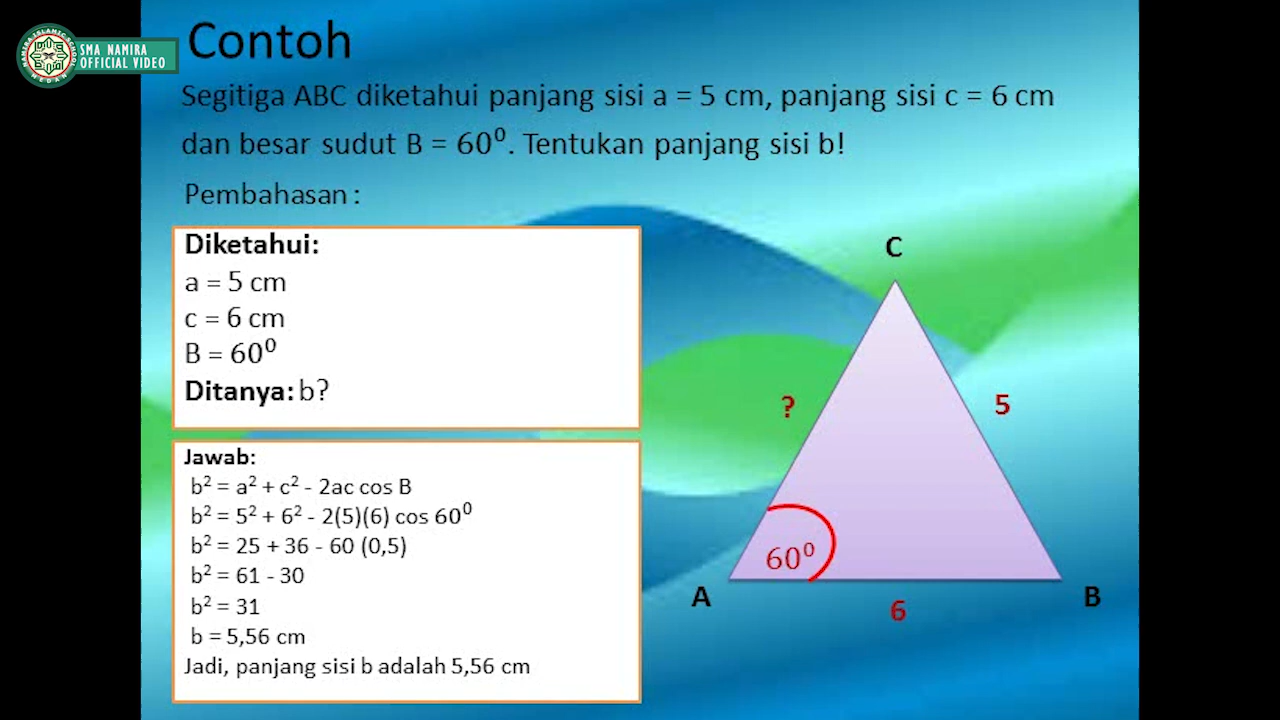 SMA NAMIRA
OFFICIAL VIDEO
Contoh
Segitiga ABC diketahui panjang sisi a = 5 cm, panjang sisi c = 6 cm
dan besar sudut B = 60⁰. Tentukan panjang sisi b!
Pembahasan :
Diketahui:
a = 5 cm
c = 6 cm
B = 60⁰
Ditanya: b?
Jawab:
b² = a² + c² - 2ac cos B
b² = 5² + 6² - 2(5)(6) cos 60⁰
b² = 25 + 36 - 60 (0,5)
b² = 61 - 30
b² = 31
b = 5,56 cm
Jadi, panjang sisi b adalah 5,56 cm
C
?
5
60⁰
A
B
6